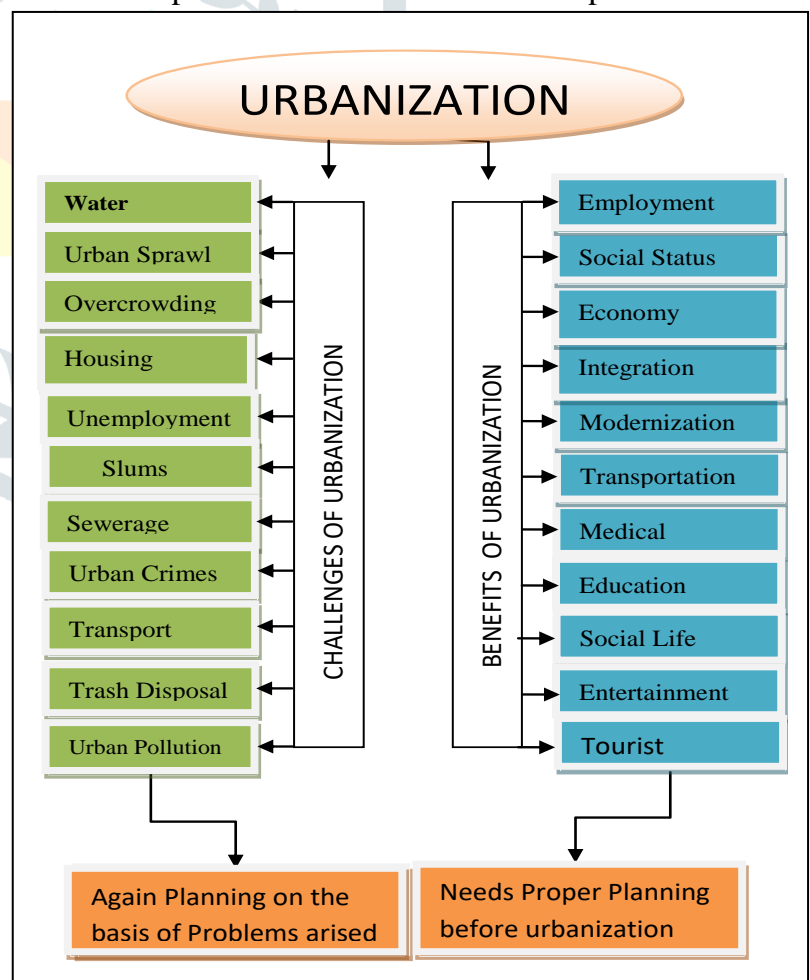 URBANIZATION
Water
Urban Sprawl
Overcrowding
Housing
Unemployment
Slums
Sewerage
Urban Crimes
Transport
Trash Disposal
Urban Pollution
CHALLENGES OF URBANIZATION
BENEFITS OF URBANIZATION
Employment
Social Status
Economy
Integration
Modernization
Transportation
Medical
Education
Social Life
Entertainment
Tourist
Again Planning on the
basis of Problems arised
Needs Proper Planning
before urbanization